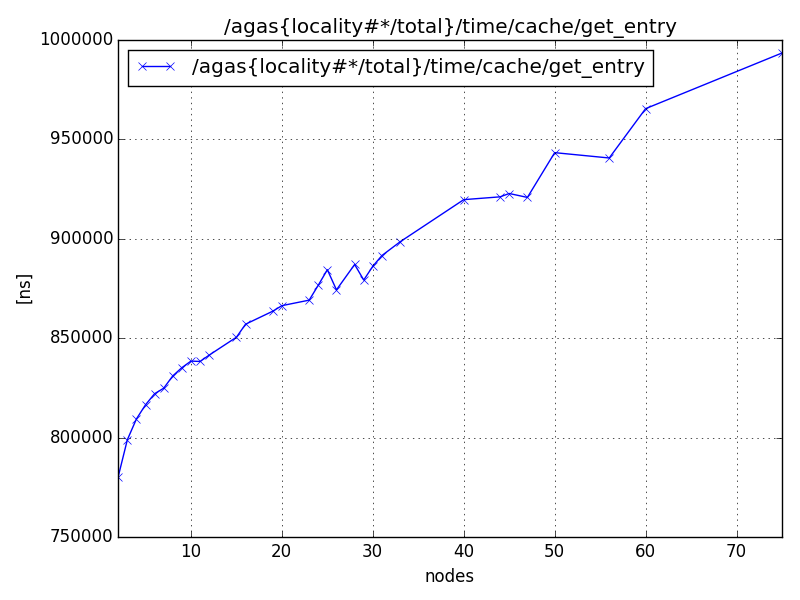 /agas{locality#*/total}/time/cache/get_entry
/agas{locality#*/total}/time/cache/get_entry
1000000
950000
900000
850000
800000
750000
[ns]
10 20 30 40 50 60 70
nodes